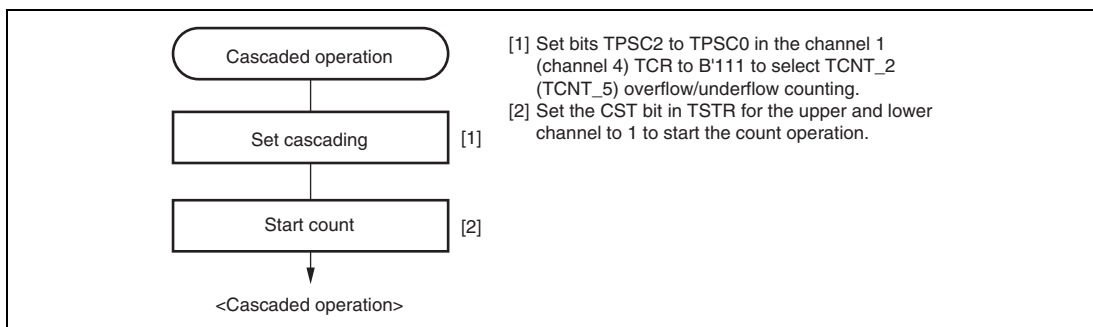 Cascaded operation
Set cascading
[1]
Start count
[2]
<Cascaded operation>
[1] Set bits TPSC2 to TPSC0 in the channel 1
(channel 4) TCR to B'111 to select TCNT_2
(TCNT_5) overflow/underflow counting.
[2] Set the CST bit in TSTR for the upper and lower
channel to 1 to start the count operation.